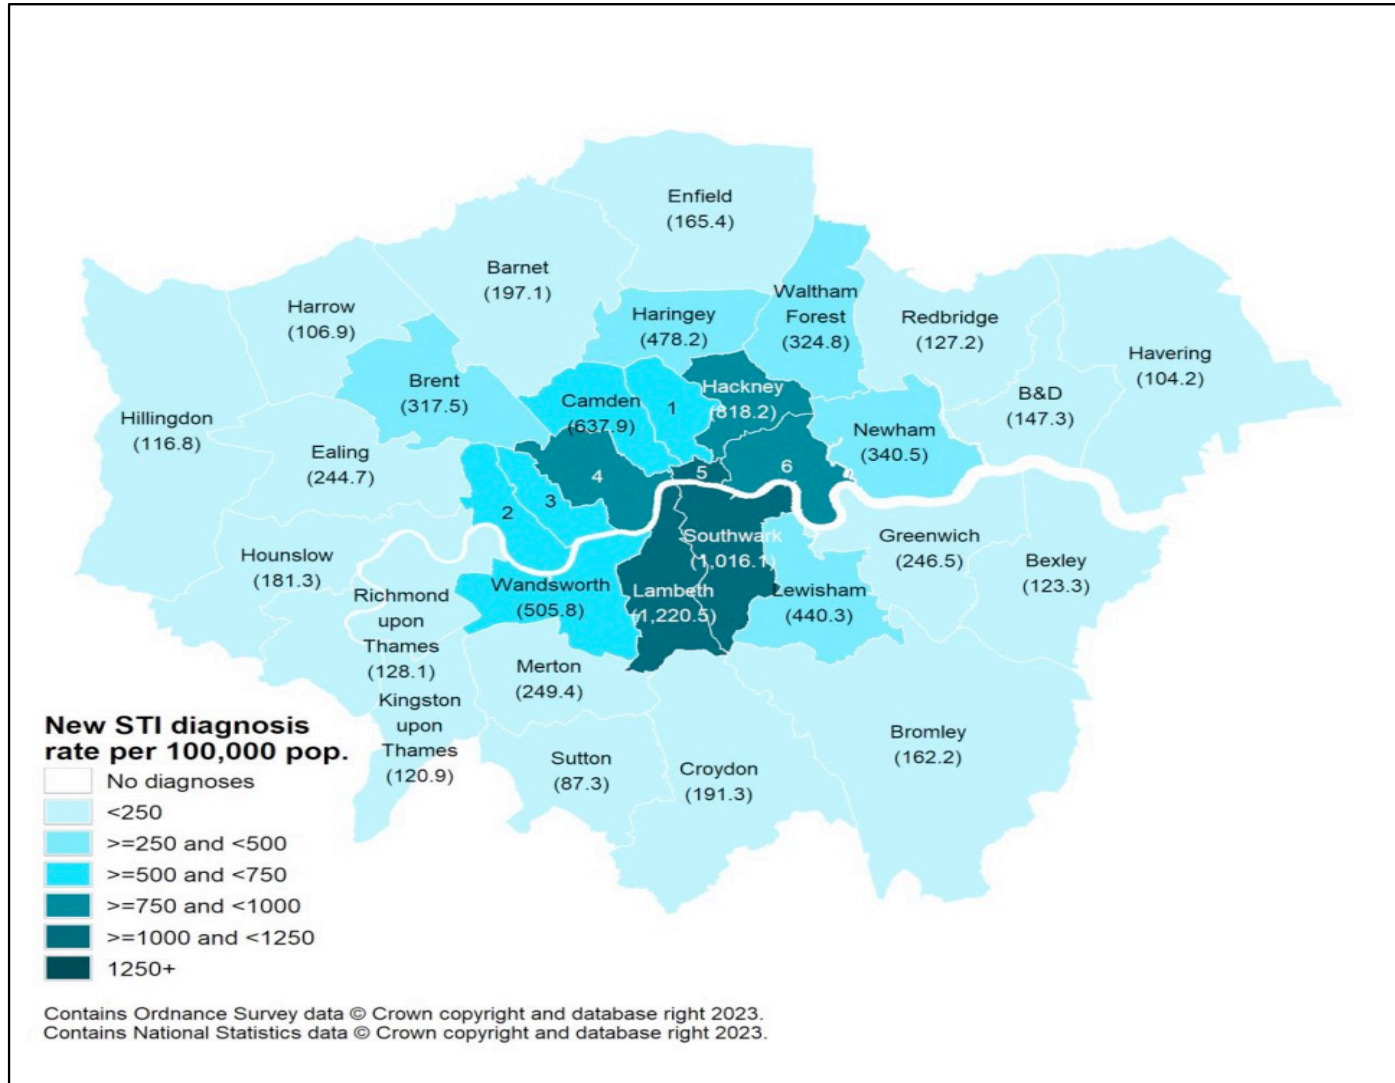 Enfield
(165.4)
Barnet
(197.1)
Harrow
(106.9)
Haringey
(478.2)
Waltham
Forest
(324.8)
Redbridge
(127.2)
Havering
(104.2)
B&D
(147.3)
Hillingdon
(116.8)
Brent
(317.5)
Ealing
(244.7)
Camden
(637.9)
1
Hackney
(818.2)
Newham
(340.5)
4
5
6
3
2
Hounslow
(181.3)
Southwark
(1,016.1)
Greenwich
(246.5)
Bexley
(123.3)
Richmond
upon
Thames
(128.1)
Wandsworth
(505.8)
Lambeth
(1,220.5)
Lewisham
(440.3)
Merton
(249.4)
Kingston
upon
Thames
(120.9)
Sutton
(87.3)
Croydon
(191.3)
Bromley
(162.2)
New STI diagnosis
rate per 100,000 pop.
No diagnoses
<250
>=250 and <500
>=500 and <750
>=750 and <1000
>=1000 and <1250
1250+
Contains Ordnance Survey data © Crown copyright and database right 2023.
Contains National Statistics data © Crown copyright and database right 2023.